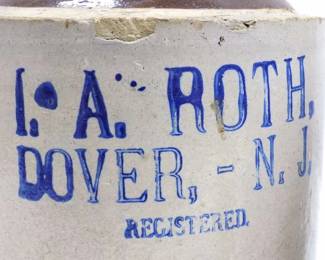 I. A. ROTH,
DOVER, - N. J.
REGISTERED.